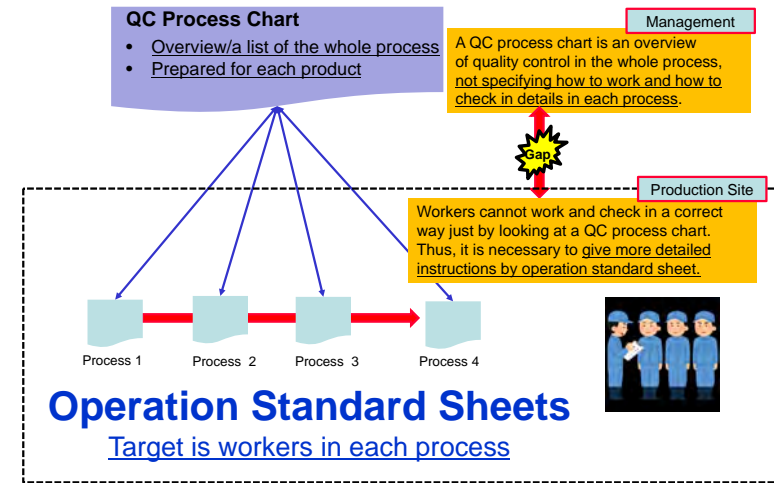 QC Process Chart
• Overview/a list of the whole process
• Prepared for each product
Management
A QC process chart is an overview
of quality control in the whole process,
not specifying how to work and how to
check in details in each process.
Gap
Production Site
Workers cannot work and check in a correct
way just by looking at a QC process chart.
Thus, it is necessary to give more detailed
instructions by operation standard sheet.
Process 1
Process  2
Process  3
Process 4
Operation Standard Sheets
Target is workers in each process